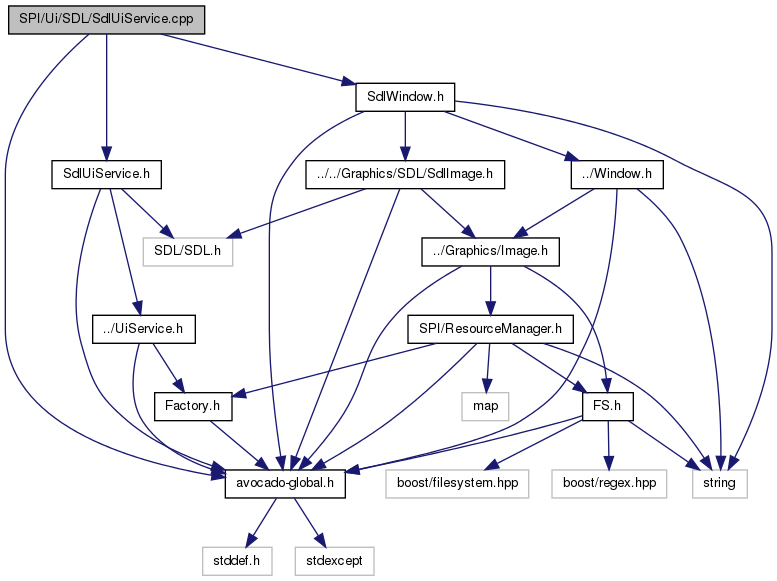 SPI/Ui/SDL/SdlUiService.cpp
SdlWindow.h
SdlUiService.h
../../Graphics/SDL/SdlImage.h
../Window.h
SDL/SDL.h
../Graphics/Image.h
../UiService.h
SPI/ResourceManager.h
Factory.h
map
FS.h
avocado-global.h
boost/filesystem.hpp
boost/regex.hpp
string
stddef.h
stdexcept